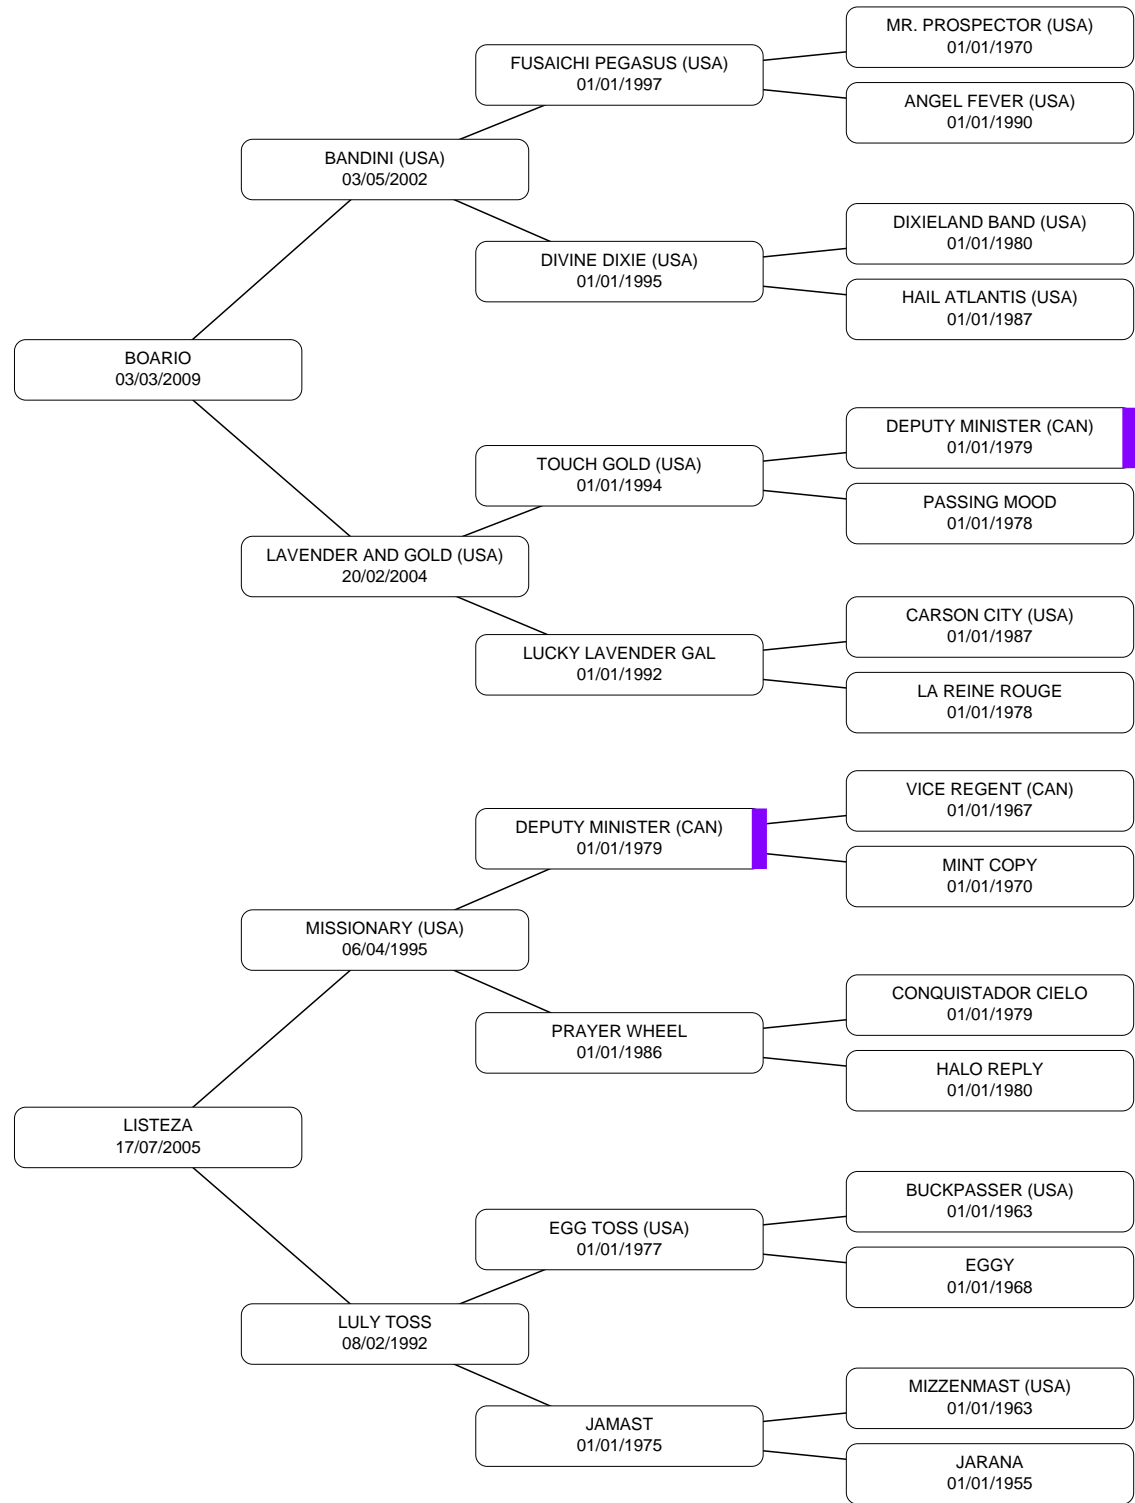 MR. PROSPECTOR (USA)
01/01/1970
FUSAICHI PEGASUS (USA)
01/01/1997
ANGEL FEVER (USA)
01/01/1990
BANDINI (USA)
03/05/2002
DIXIELAND BAND (USA)
01/01/1980
DIVINE DIXIE (USA)
01/01/1995
HAIL ATLANTIS (USA)
01/01/1987
BOARIO
03/03/2009
DEPUTY MINISTER (CAN)
01/01/1979
TOUCH GOLD (USA)
01/01/1994
PASSING MOOD
01/01/1978
LAVENDER AND GOLD (USA)
20/02/2004
CARSON CITY (USA)
01/01/1987
LUCKY LAVENDER GAL
01/01/1992
LA REINE ROUGE
01/01/1978
VICE REGENT (CAN)
01/01/1967
DEPUTY MINISTER (CAN)
01/01/1979
MINT COPY
01/01/1970
MISSIONARY (USA)
06/04/1995
CONQUISTADOR CIELO
01/01/1979
PRAYER WHEEL
01/01/1986
HALO REPLY
01/01/1980
LISTEZA
17/07/2005
BUCKPASSER (USA)
01/01/1963
EGG TOSS (USA)
01/01/1977
EGGY
01/01/1968
LULY TOSS
08/02/1992
MIZZENMAST (USA)
01/01/1963
JAMAST
01/01/1975
JARANA
01/01/1955